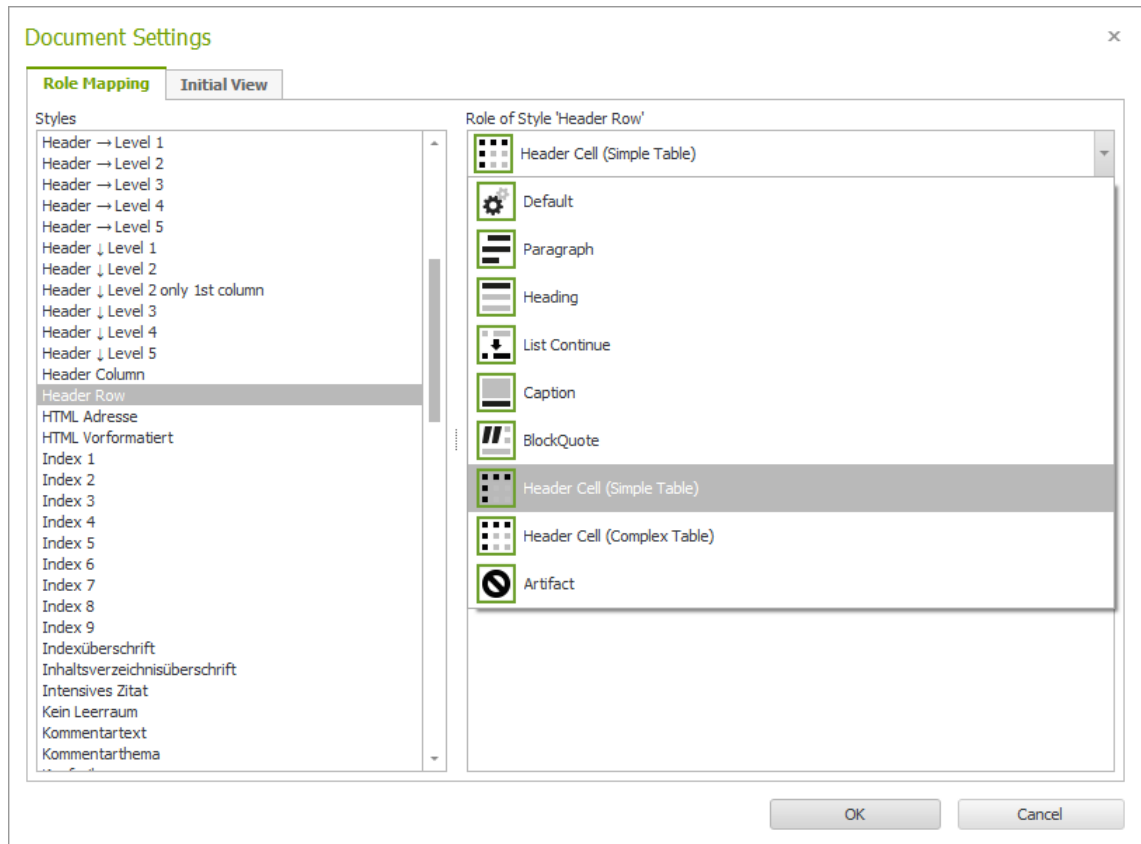 Document Settings
Role Mapping
Initial View
Styles
Header → Level 1
Header → Level 2
Header → Level 3
Header → Level 4
Header → Level 5
Header ↓ Level 1
Header ↓ Level 2
Header ↓ Level 2 only 1st column
Header ↓ Level 3
Header ↓ Level 4
Header ↓ Level 5
Header Column
Header Row
HTML Adresse
HTML Vorformatiert
Index 1
Index 2
Index 3
Index 4
Index 5
Index 6
Index 7
Index 8
Index 9
Indexüberschrift
Inhaltsverzeichnisüberschrift
Intensives Zitat
Kein Leerraum
Kommentartext
Kommentarthema
Role of Style 'Header Row'
Header Cell (Simple Table)
Default
Paragraph
Heading
List Continue
Caption
BlockQuote
Header Cell (Simple Table)
Header Cell (Complex Table)
Artifact
OK
Cancel